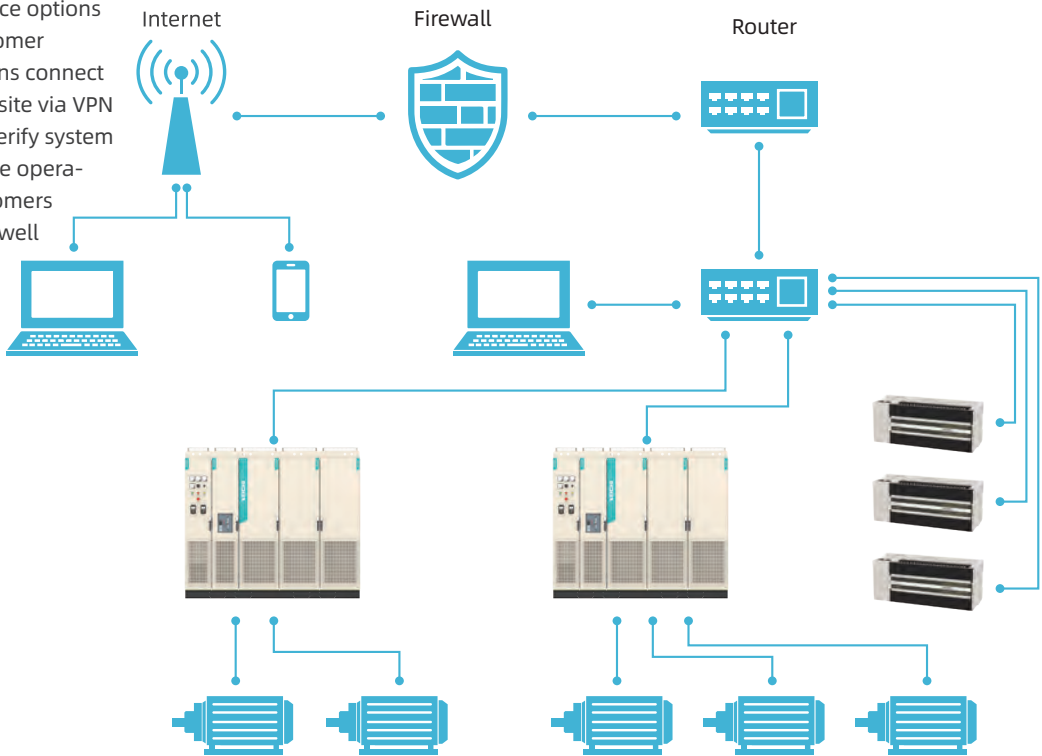 ce options
omer
ns connect
site via VPN
erify system
e opera-
omers
well
Internet
Firewall
Router